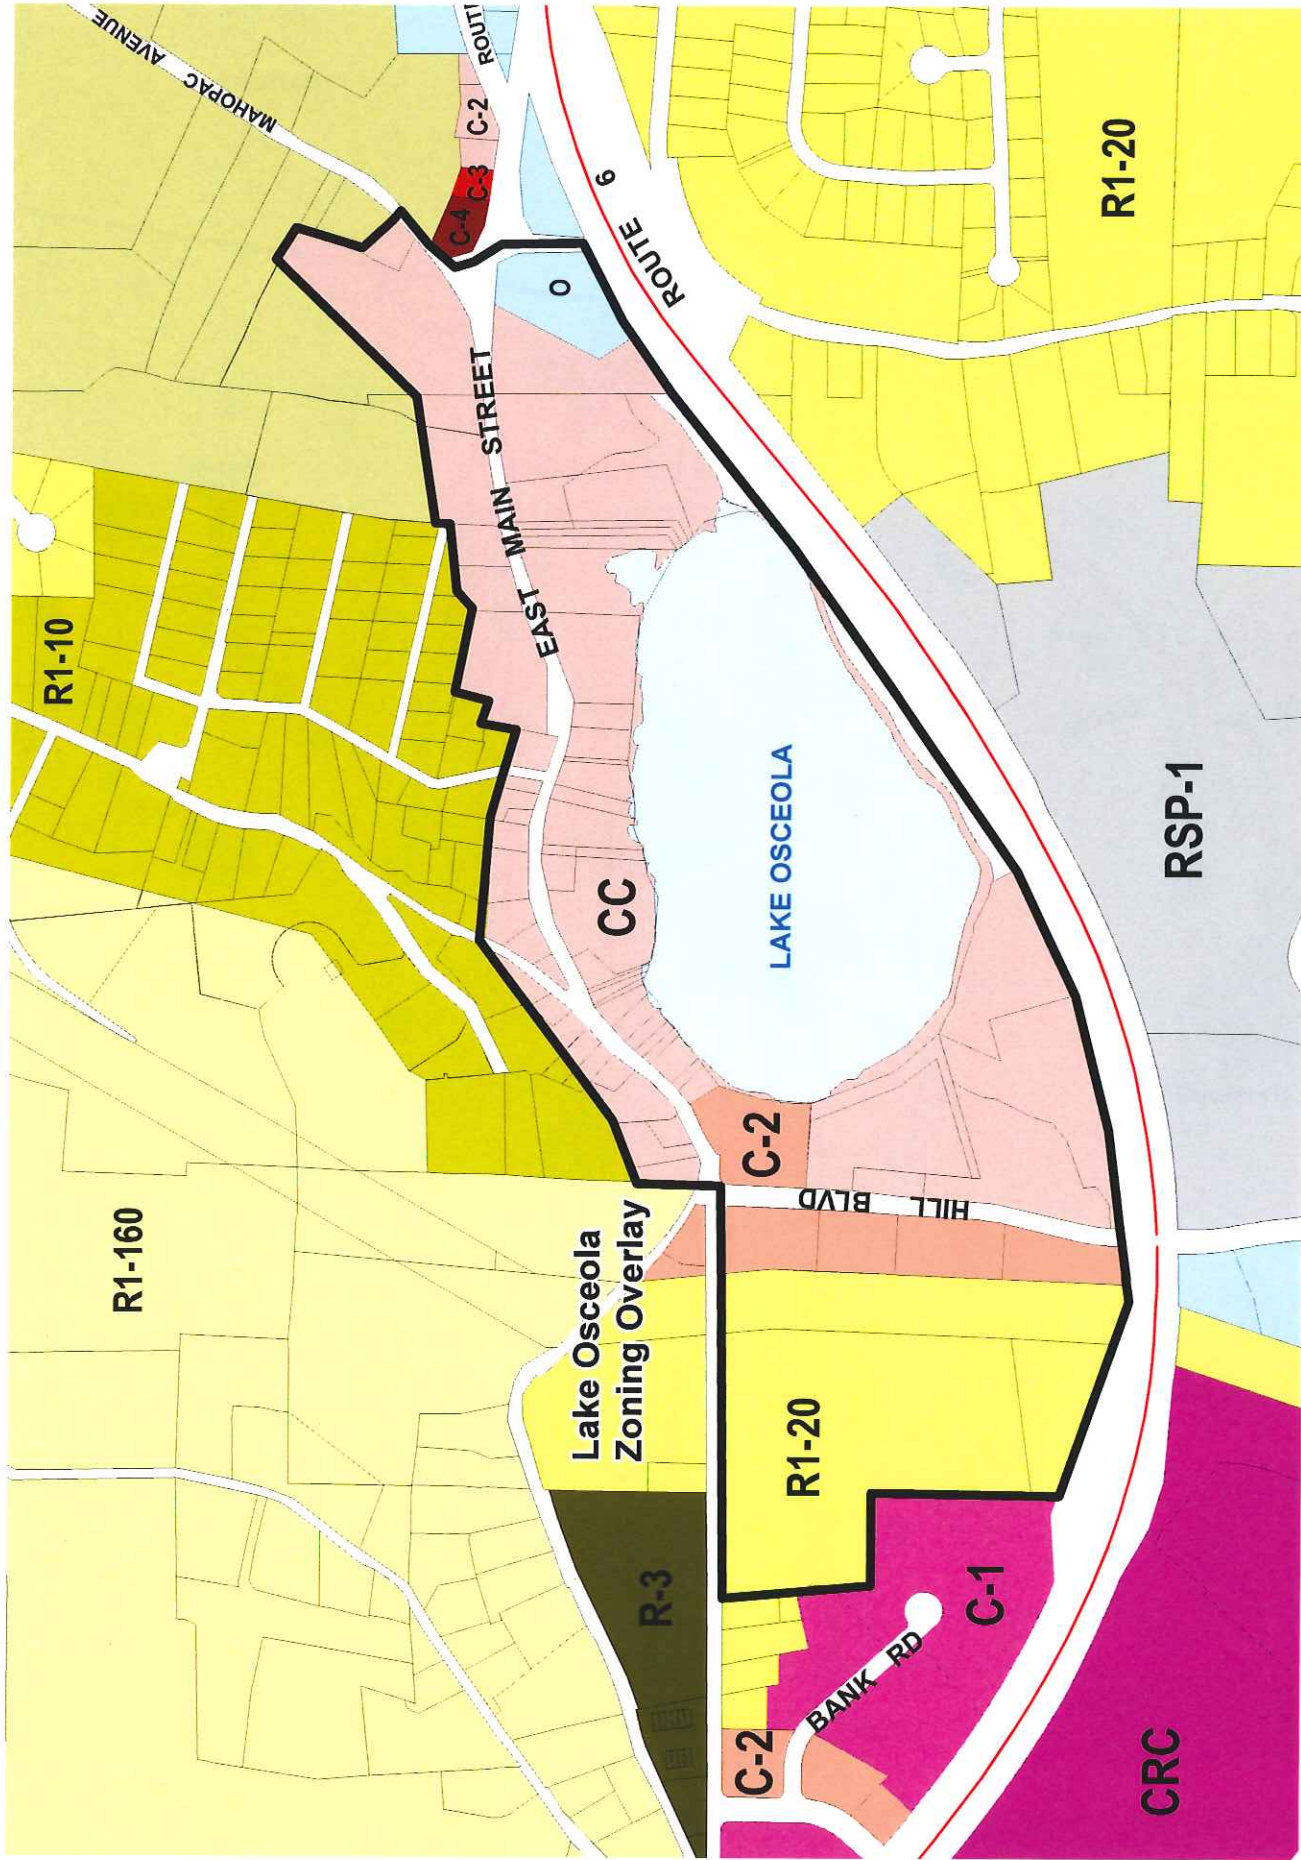 R1-10
R1-160
MAHOPAC AVENUE
ROUTE
C-4
C-3
C-2
EAST MAIN STREET
O
Lake Osceola
Zoning Overlay
CC
ROUTE 6
R-3
C-2
C-2
LAKE OSCEOLA
R1-20
HILL BLVD
BANK RD
C-1
R1-20
CRC
RSP-1